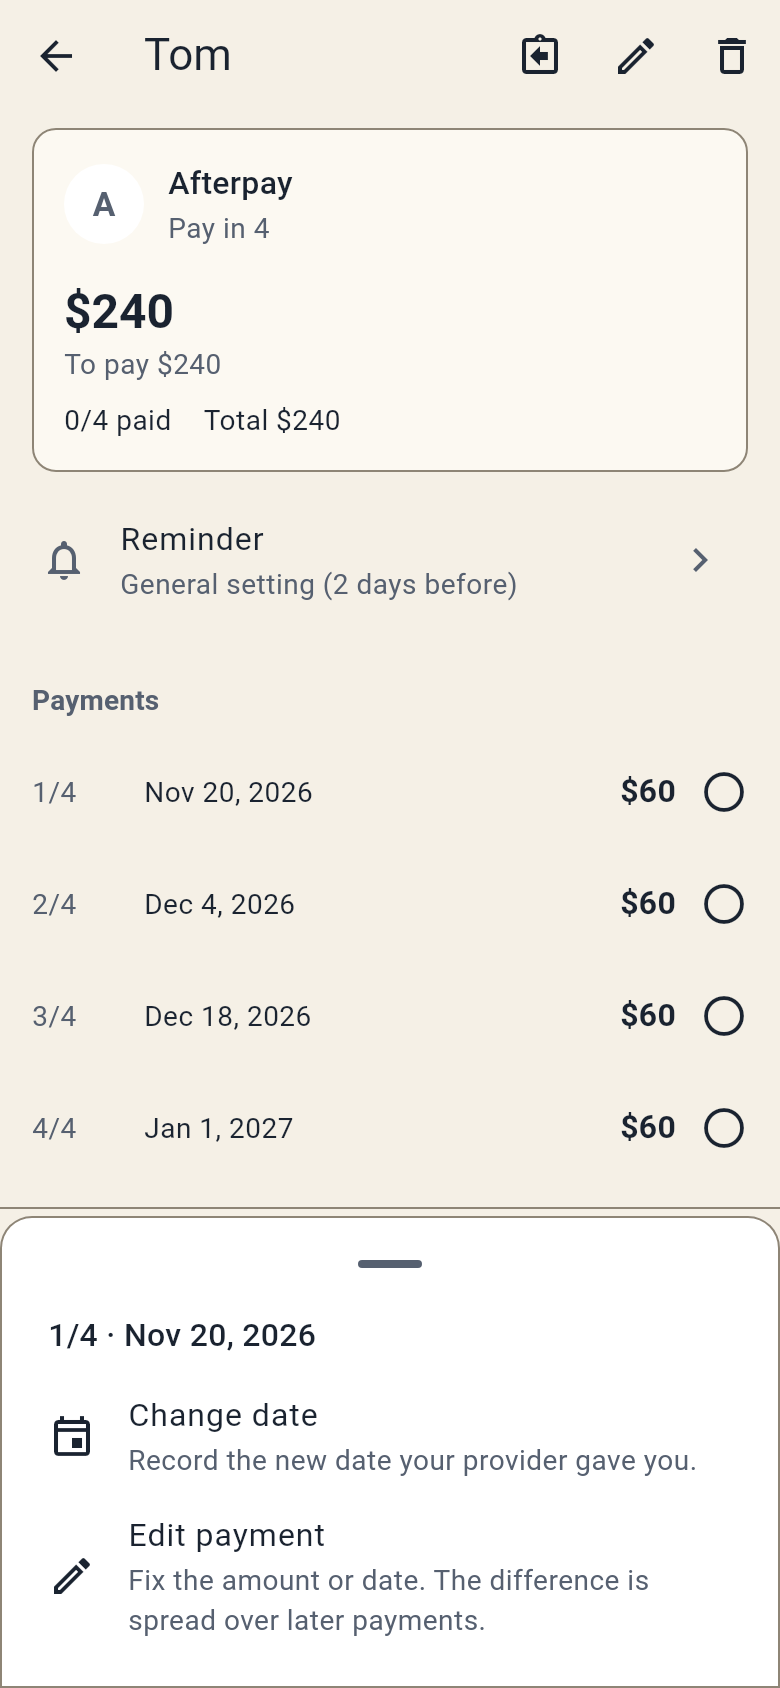 Tom
A
Afterpay
Pay in 4
$240
To pay $240
0/4 paid Total $240
Reminder
General setting (2 days before)
Payments
1/4 Nov 20, 2026 $60
2/4 Dec 4, 2026 $60
3/4 Dec 18, 2026 $60
4/4 Jan 1, 2027 $60
1/4 · Nov 20, 2026
Change date
Record the new date your provider gave you.
Edit payment
Fix the amount or date. The difference is
spread over later payments.